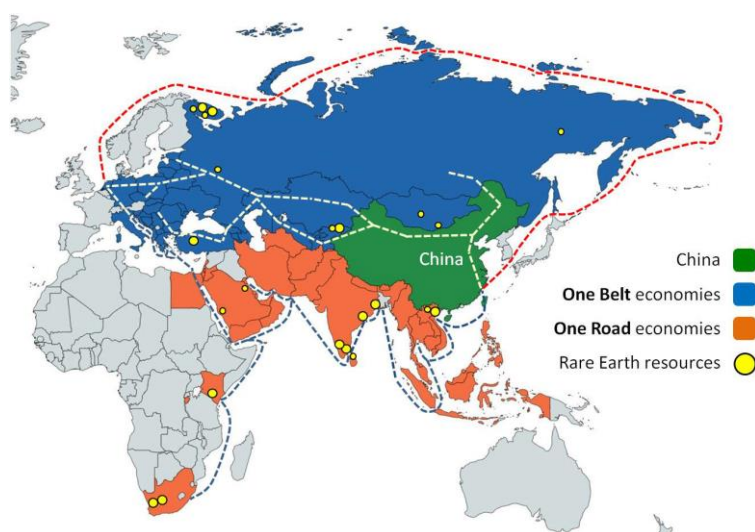 China
China
One Belt economies
One Road economies
Rare Earth resources